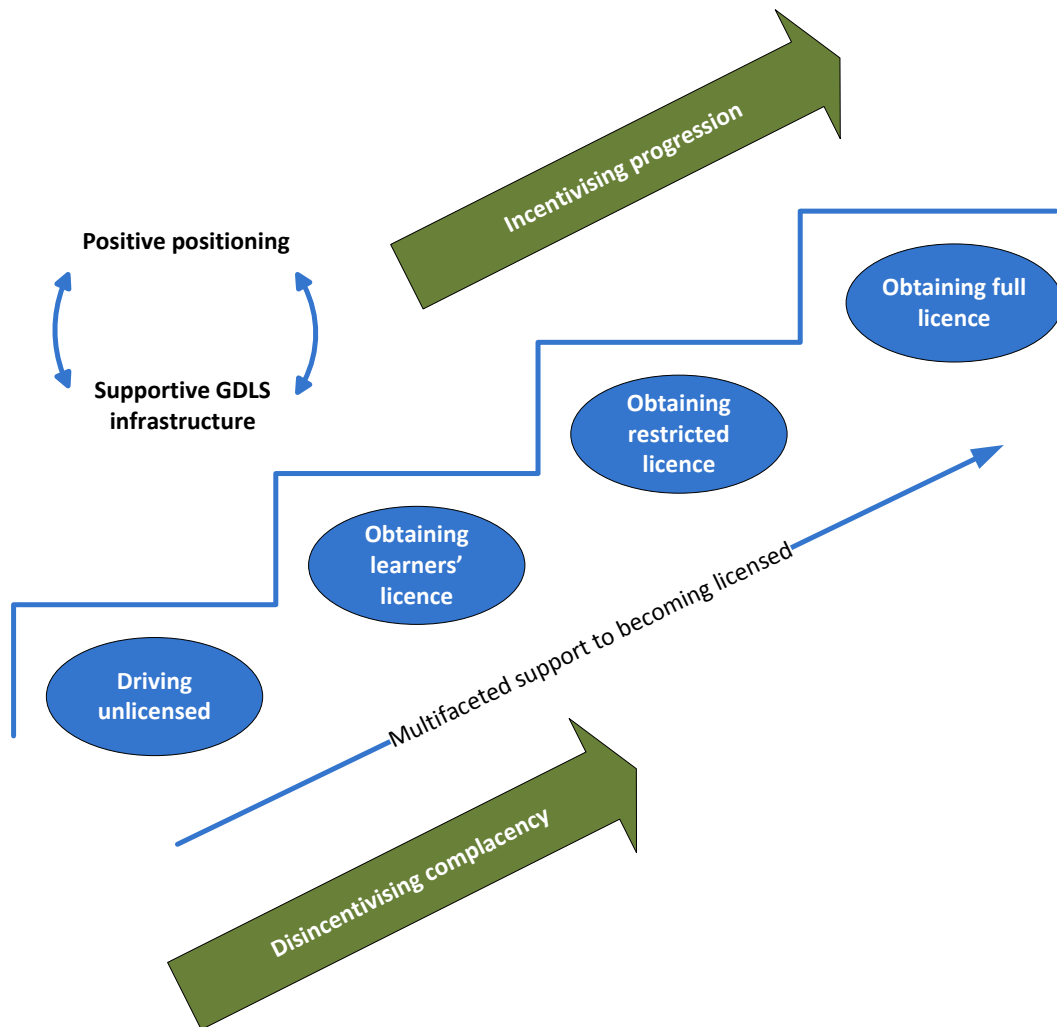 Incentivising progression
Positive positioning
Supportive GDLS
infrastructure
Obtaining full
licence
Obtaining
restricted
licence
Obtaining
learners’
licence
Driving
unlicensed
Multifaceted support to becoming licensed
Disincentivising complacency